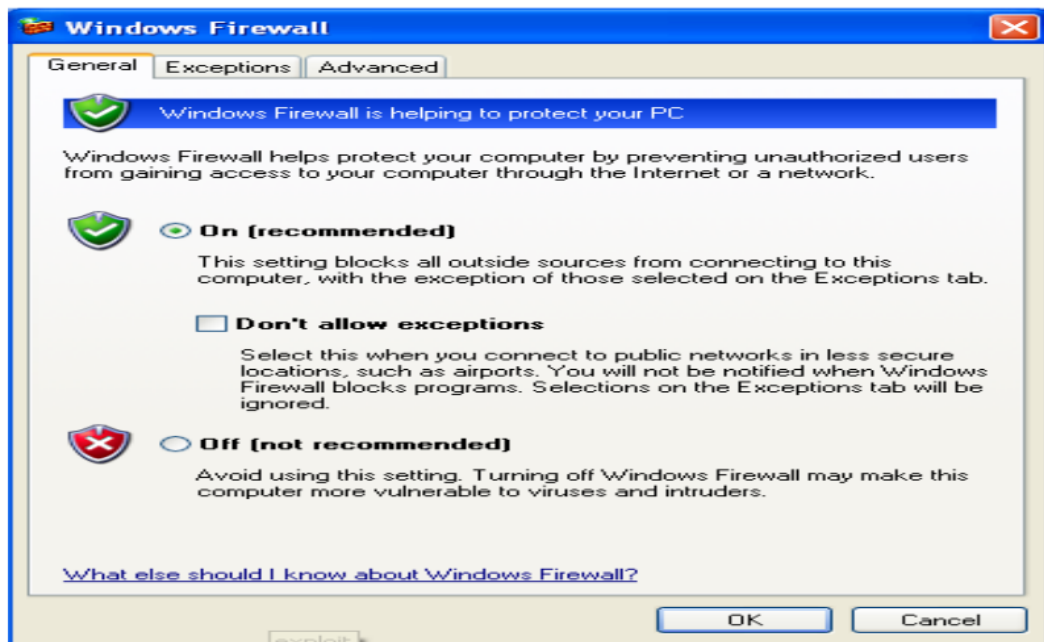 Windows Firewall
General
Exceptions
Advanced
Windows Firewall is helping to protect your PC
Windows Firewall helps protect your computer by preventing unauthorized users
from gaining access to your computer through the Internet or a network.
On (recommended)
This setting blocks all outside sources from connecting to this
computer, with the exception of those selected on the Exceptions tab.
Don't allow exceptions
Select this when you connect to public networks in less secure
locations, such as airports. You will not be notified when Windows
Firewall blocks programs. Selections on the Exceptions tab will be
ignored.
Off (not recommended)
Avoid using this setting. Turning off Windows Firewall may make this
computer more vulnerable to viruses and intruders.
What else should I know about Windows Firewall?
OK
Cancel
exploit